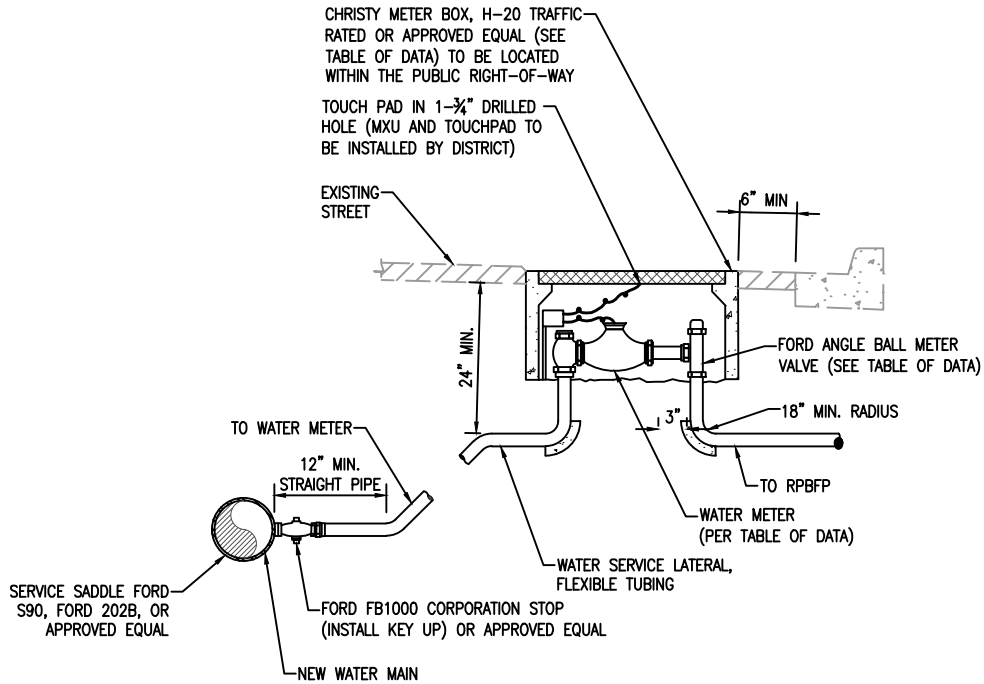 CHRISTY METER BOX, H-20 TRAFFIC
RATED OR APPROVED EQUAL (SEE
TABLE OF DATA) TO BE LOCATED
WITHIN THE PUBLIC RIGHT-OF-WAY
TOUCH PAD IN 1-3/4" DRILLED
HOLE (MXU AND TOUCHPAD TO
BE INSTALLED BY DISTRICT)
EXISTING
STREET
6" MIN
24" MIN.
FORD ANGLE BALL METER
VALVE (SEE TABLE OF DATA)
3"
18" MIN. RADIUS
TO WATER METER
12" MIN.
STRAIGHT PIPE
TO RPBFP
WATER METER
(PER TABLE OF DATA)
WATER SERVICE LATERAL,
FLEXIBLE TUBING
SERVICE SADDLE FORD
S90, FORD 202B, OR
APPROVED EQUAL
FORD FB1000 CORPORATION STOP
(INSTALL KEY UP) OR APPROVED EQUAL
NEW WATER MAIN